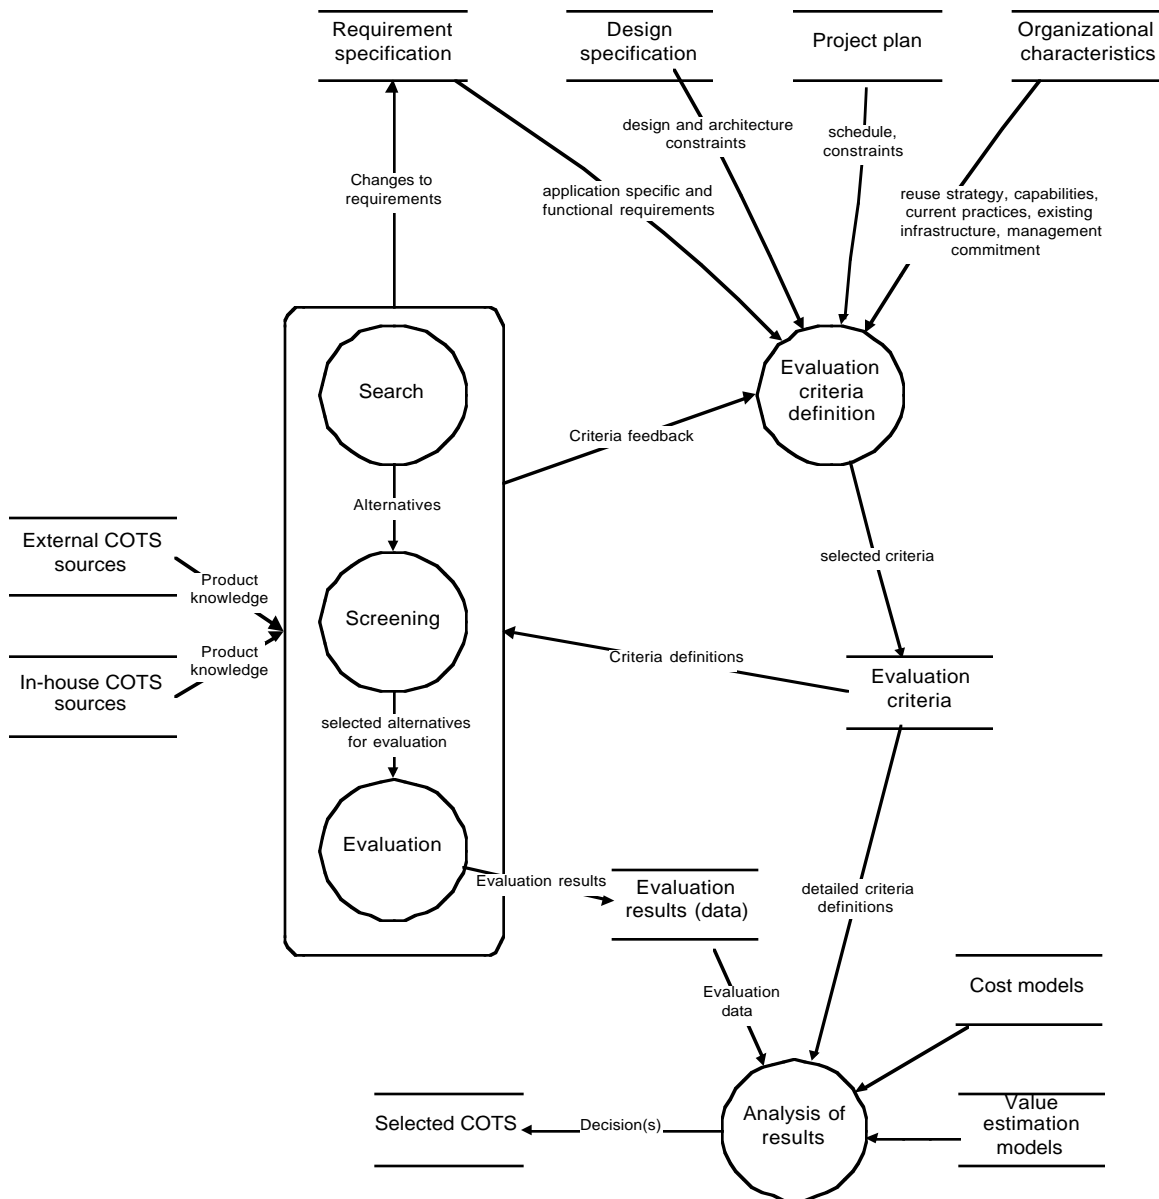 Requirement
specification
Design
specification
Project plan
Organizational
characteristics
design and architecture
constraints
schedule,
constraints
Changes to
requirements
application specific and
functional requirements
reuse strategy, capabilities,
current practices, existing
infrastructure, management
commitment
Search
Evaluation
criteria
definition
Criteria feedback
Alternatives
External COTS
sources
selected criteria
Product
knowledge
Screening
Product
knowledge
Criteria definitions
In-house COTS
sources
Evaluation
criteria
selected alternatives
for evaluation
Evaluation
Evaluation results
Evaluation
results (data)
detailed criteria
definitions
Cost models
Evaluation
data
Selected COTS
Decision(s)
Analysis of
results
Value
estimation
models